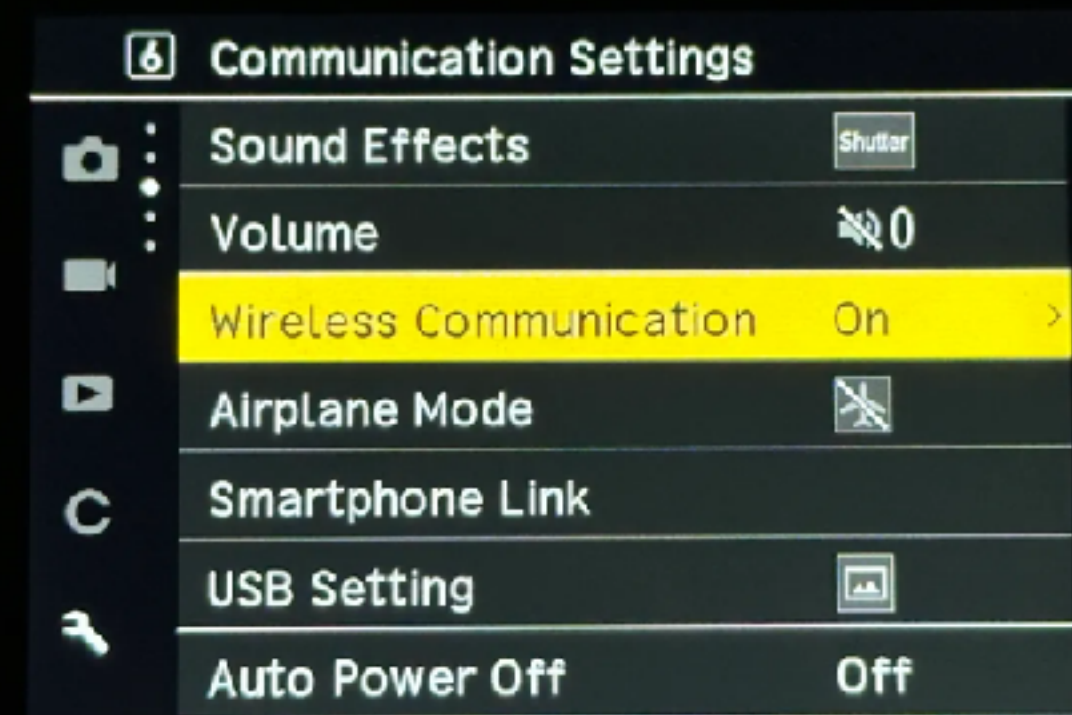 6 Communication Settings
Sound Effects Shutter
Volume 0
Wireless Communication On >
Airplane Mode
Smartphone Link
C
USB Setting
Auto Power Off Off